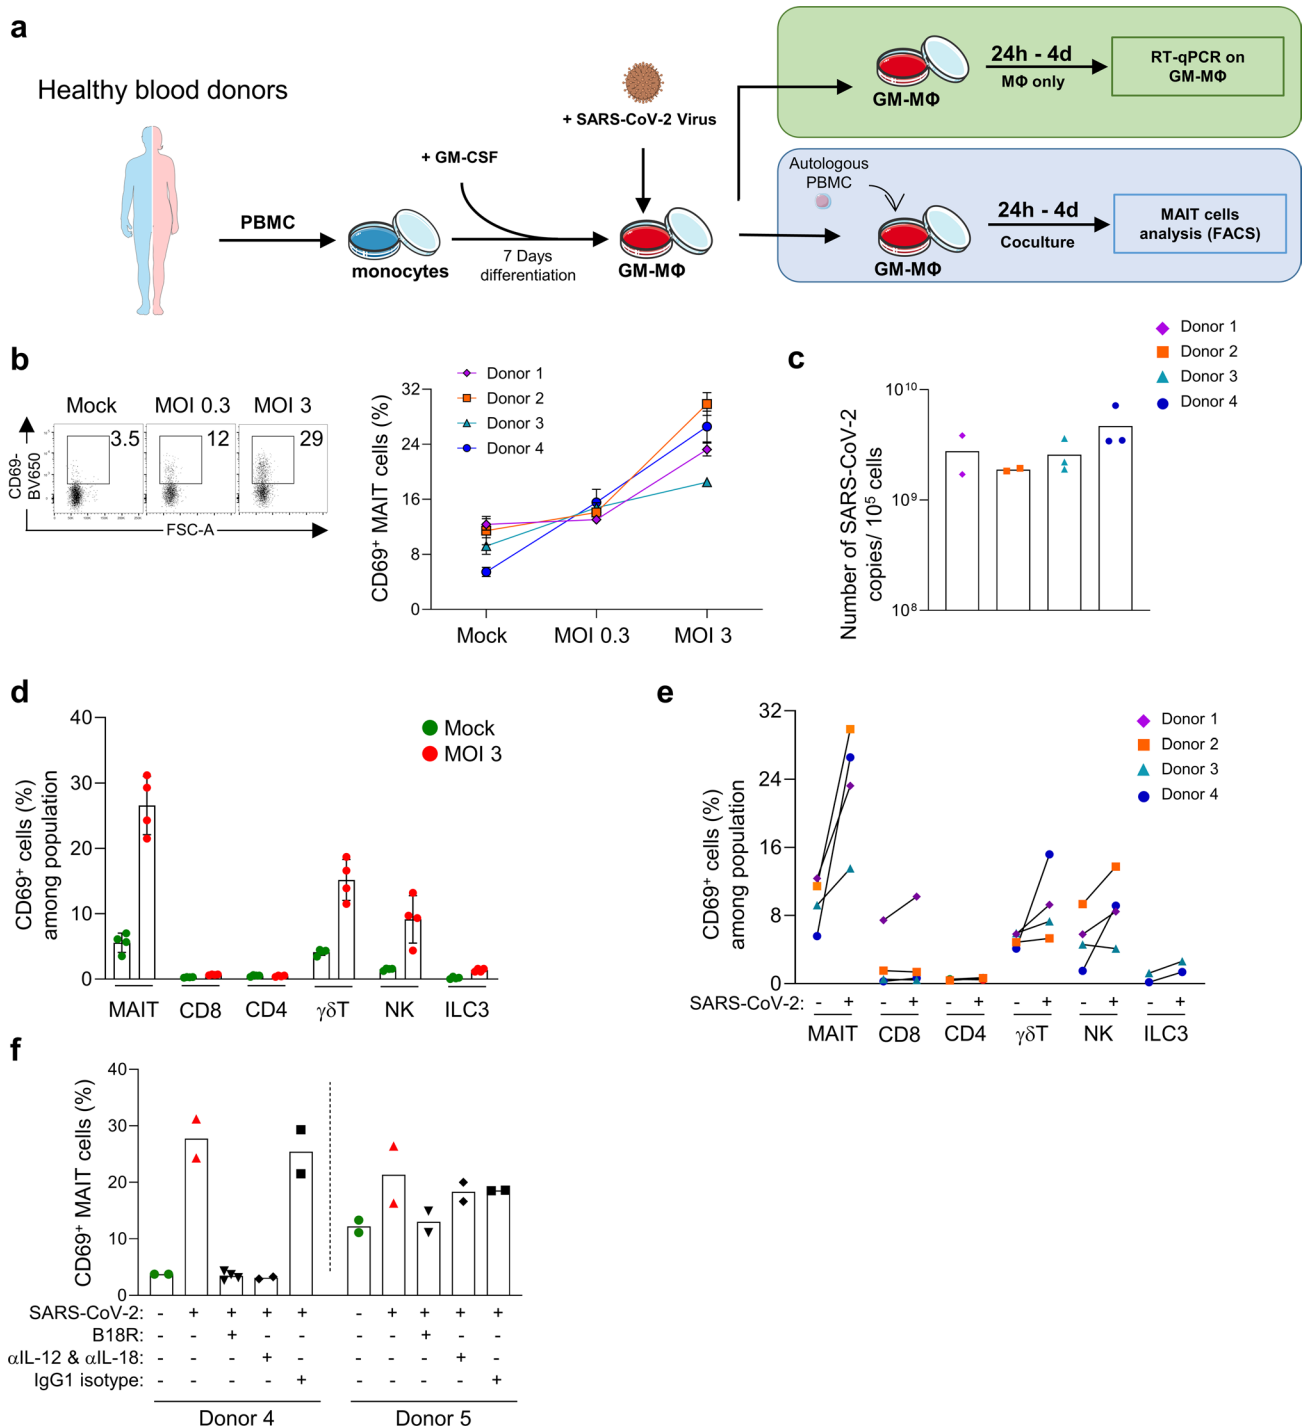 a
Healthy blood donors
PBMC
monocytes
+ GM-CSF
7 Days
differentiation
+ SARS-CoV-2 Virus
GM-MΦ
GM-MΦ
24h - 4d
MΦ only
RT-qPCR on
GM-MΦ
Autologous
PBMC
GM-MΦ
24h - 4d
Coculture
MAIT cells
analysis (FACS)
b
Mock
MOI 0.3
MOI 3
3.5
12
29
CD69-
BV650
FSC-A
Donor 1
Donor 2
Donor 3
Donor 4
CD69⁺ MAIT cells (%)
32
24
16
8
0
Mock
MOI 0.3
MOI 3
c
Donor 1
Donor 2
Donor 3
Donor 4
Number of SARS-CoV-2
copies/ 10⁵ cells
10¹⁰
10⁹
10⁸
d
CD69⁺ cells (%)
among population
40
30
20
10
0
Mock
MOI 3
MAIT CD8 CD4 γδT NK ILC3
e
CD69⁺ cells (%)
among population
32
24
16
8
0
Donor 1
Donor 2
Donor 3
Donor 4
SARS-CoV-2: - + - + - + - + - + - +
MAIT CD8 CD4 γδT NK ILC3
f
CD69⁺ MAIT cells (%)
40
30
20
10
0
SARS-CoV-2: - + + + + - + + + +
B18R: - - + - - - - + - -
αIL-12 & αIL-18: - - - + - - - - + -
IgG1 isotype: - - - - + - - - - +
Donor 4 Donor 5